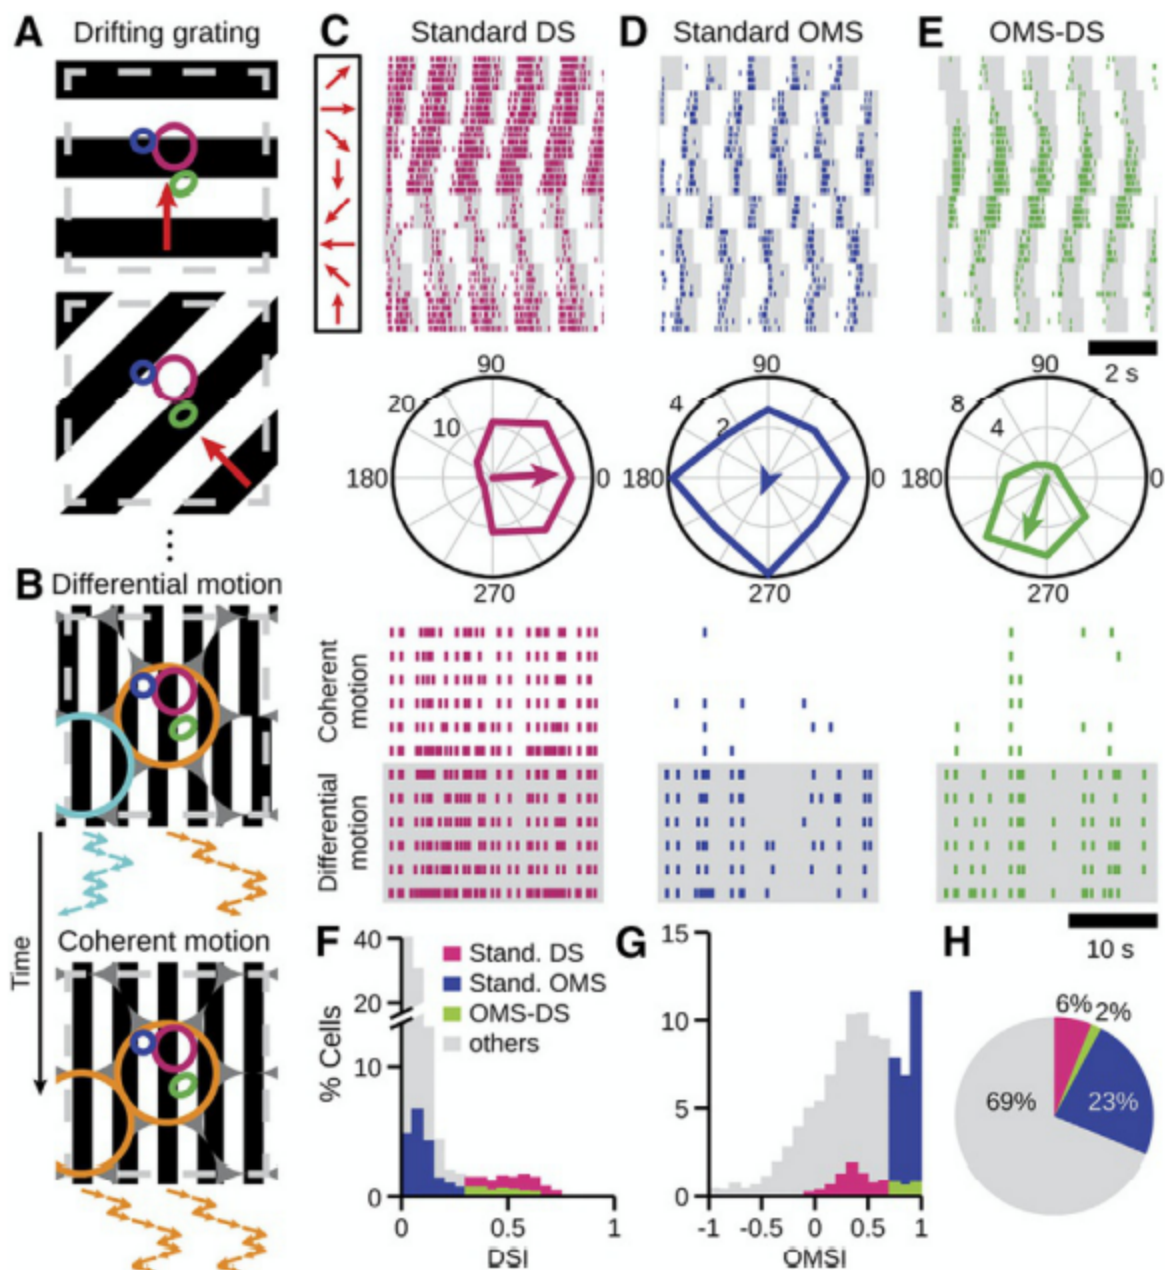 A Drifting grating
C Standard DS
D Standard OMS
E OMS-DS
2 s
90
20
10
180
0
270
90
4
2
180
0
270
90
8
4
180
0
270
⋮
B Differential motion
Coherent motion
Differential motion
Time
Coherent motion
10 s
F
% Cells
40
20
10
0
0
0.5
1
DSI
Stand. DS
Stand. OMS
OMS-DS
others
G
15
10
5
0
-1
-0.5
0
0.5
1
OMSI
H
6%
2%
69%
23%